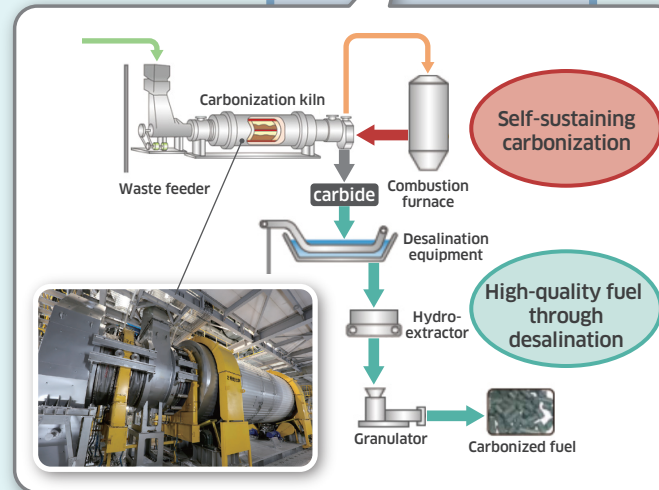 Carbonization kiln
Self-sustaining
carbonization
Waste feeder
Combustion
furnace
carbide
Desalination
equipment
High-quality fuel
through
desalination
Hydro-
extractor
Granulator
Carbonized fuel